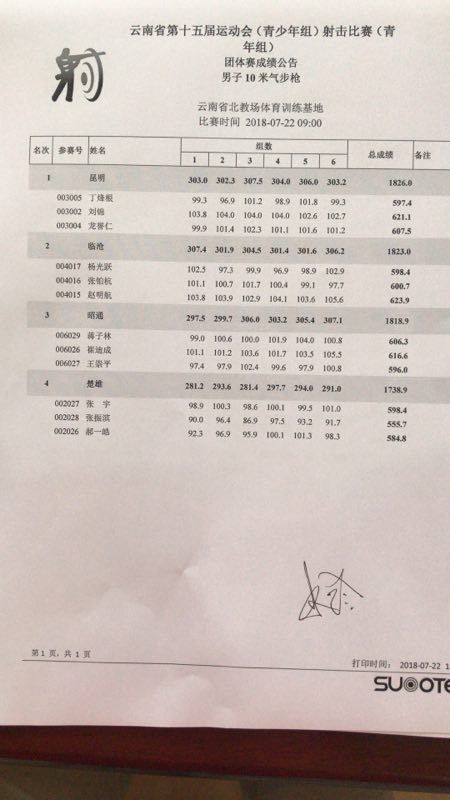 射
云南省第十五届运动会（青少年组）射击比赛（青
年组）
团体赛成绩公告
男子 10 米气步枪
云南省北教场体育训练基地
比赛时间 2018-07-22 09:00
名次 参赛号 姓名 组数 总成绩 备注
1 2 3 4 5 6
1 昆明 303.0 302.3 307.5 304.0 306.0 303.2 1826.0
003005 丁烽根 99.3 96.9 101.2 98.9 101.8 99.3 597.4
003002 刘锦 103.8 104.0 104.0 104.0 102.6 102.7 621.1
003004 龙誉仁 99.9 101.4 102.3 101.1 101.6 101.2 607.5
2 临沧 307.4 301.9 304.5 301.4 301.6 306.2 1823.0
004017 杨光跃 102.5 97.3 99.9 96.9 98.9 102.9 598.4
004016 张铂杭 101.1 100.7 101.7 100.4 99.1 97.7 600.7
004015 赵明航 103.8 103.9 102.9 104.1 103.6 105.6 623.9
3 昭通 297.5 299.7 306.0 303.2 305.4 307.1 1818.9
006029 蒋子林 99.0 100.6 100.0 101.9 104.0 100.8 606.3
006026 崔迪成 101.1 101.2 103.6 101.7 103.5 105.5 616.6
006027 王崇平 97.4 97.9 102.4 99.6 97.9 100.8 596.0
4 楚雄 281.2 293.6 281.4 297.7 294.0 291.0 1738.9
002027 张 宇 98.9 100.3 98.6 100.1 99.5 101.0 598.4
002028 张振滨 90.0 96.4 86.9 97.5 93.2 91.7 555.7
002026 郝一皓 92.3 96.9 95.9 100.1 101.3 98.3 584.8
第 1 页，共 1 页
打印时间： 2018-07-22 1